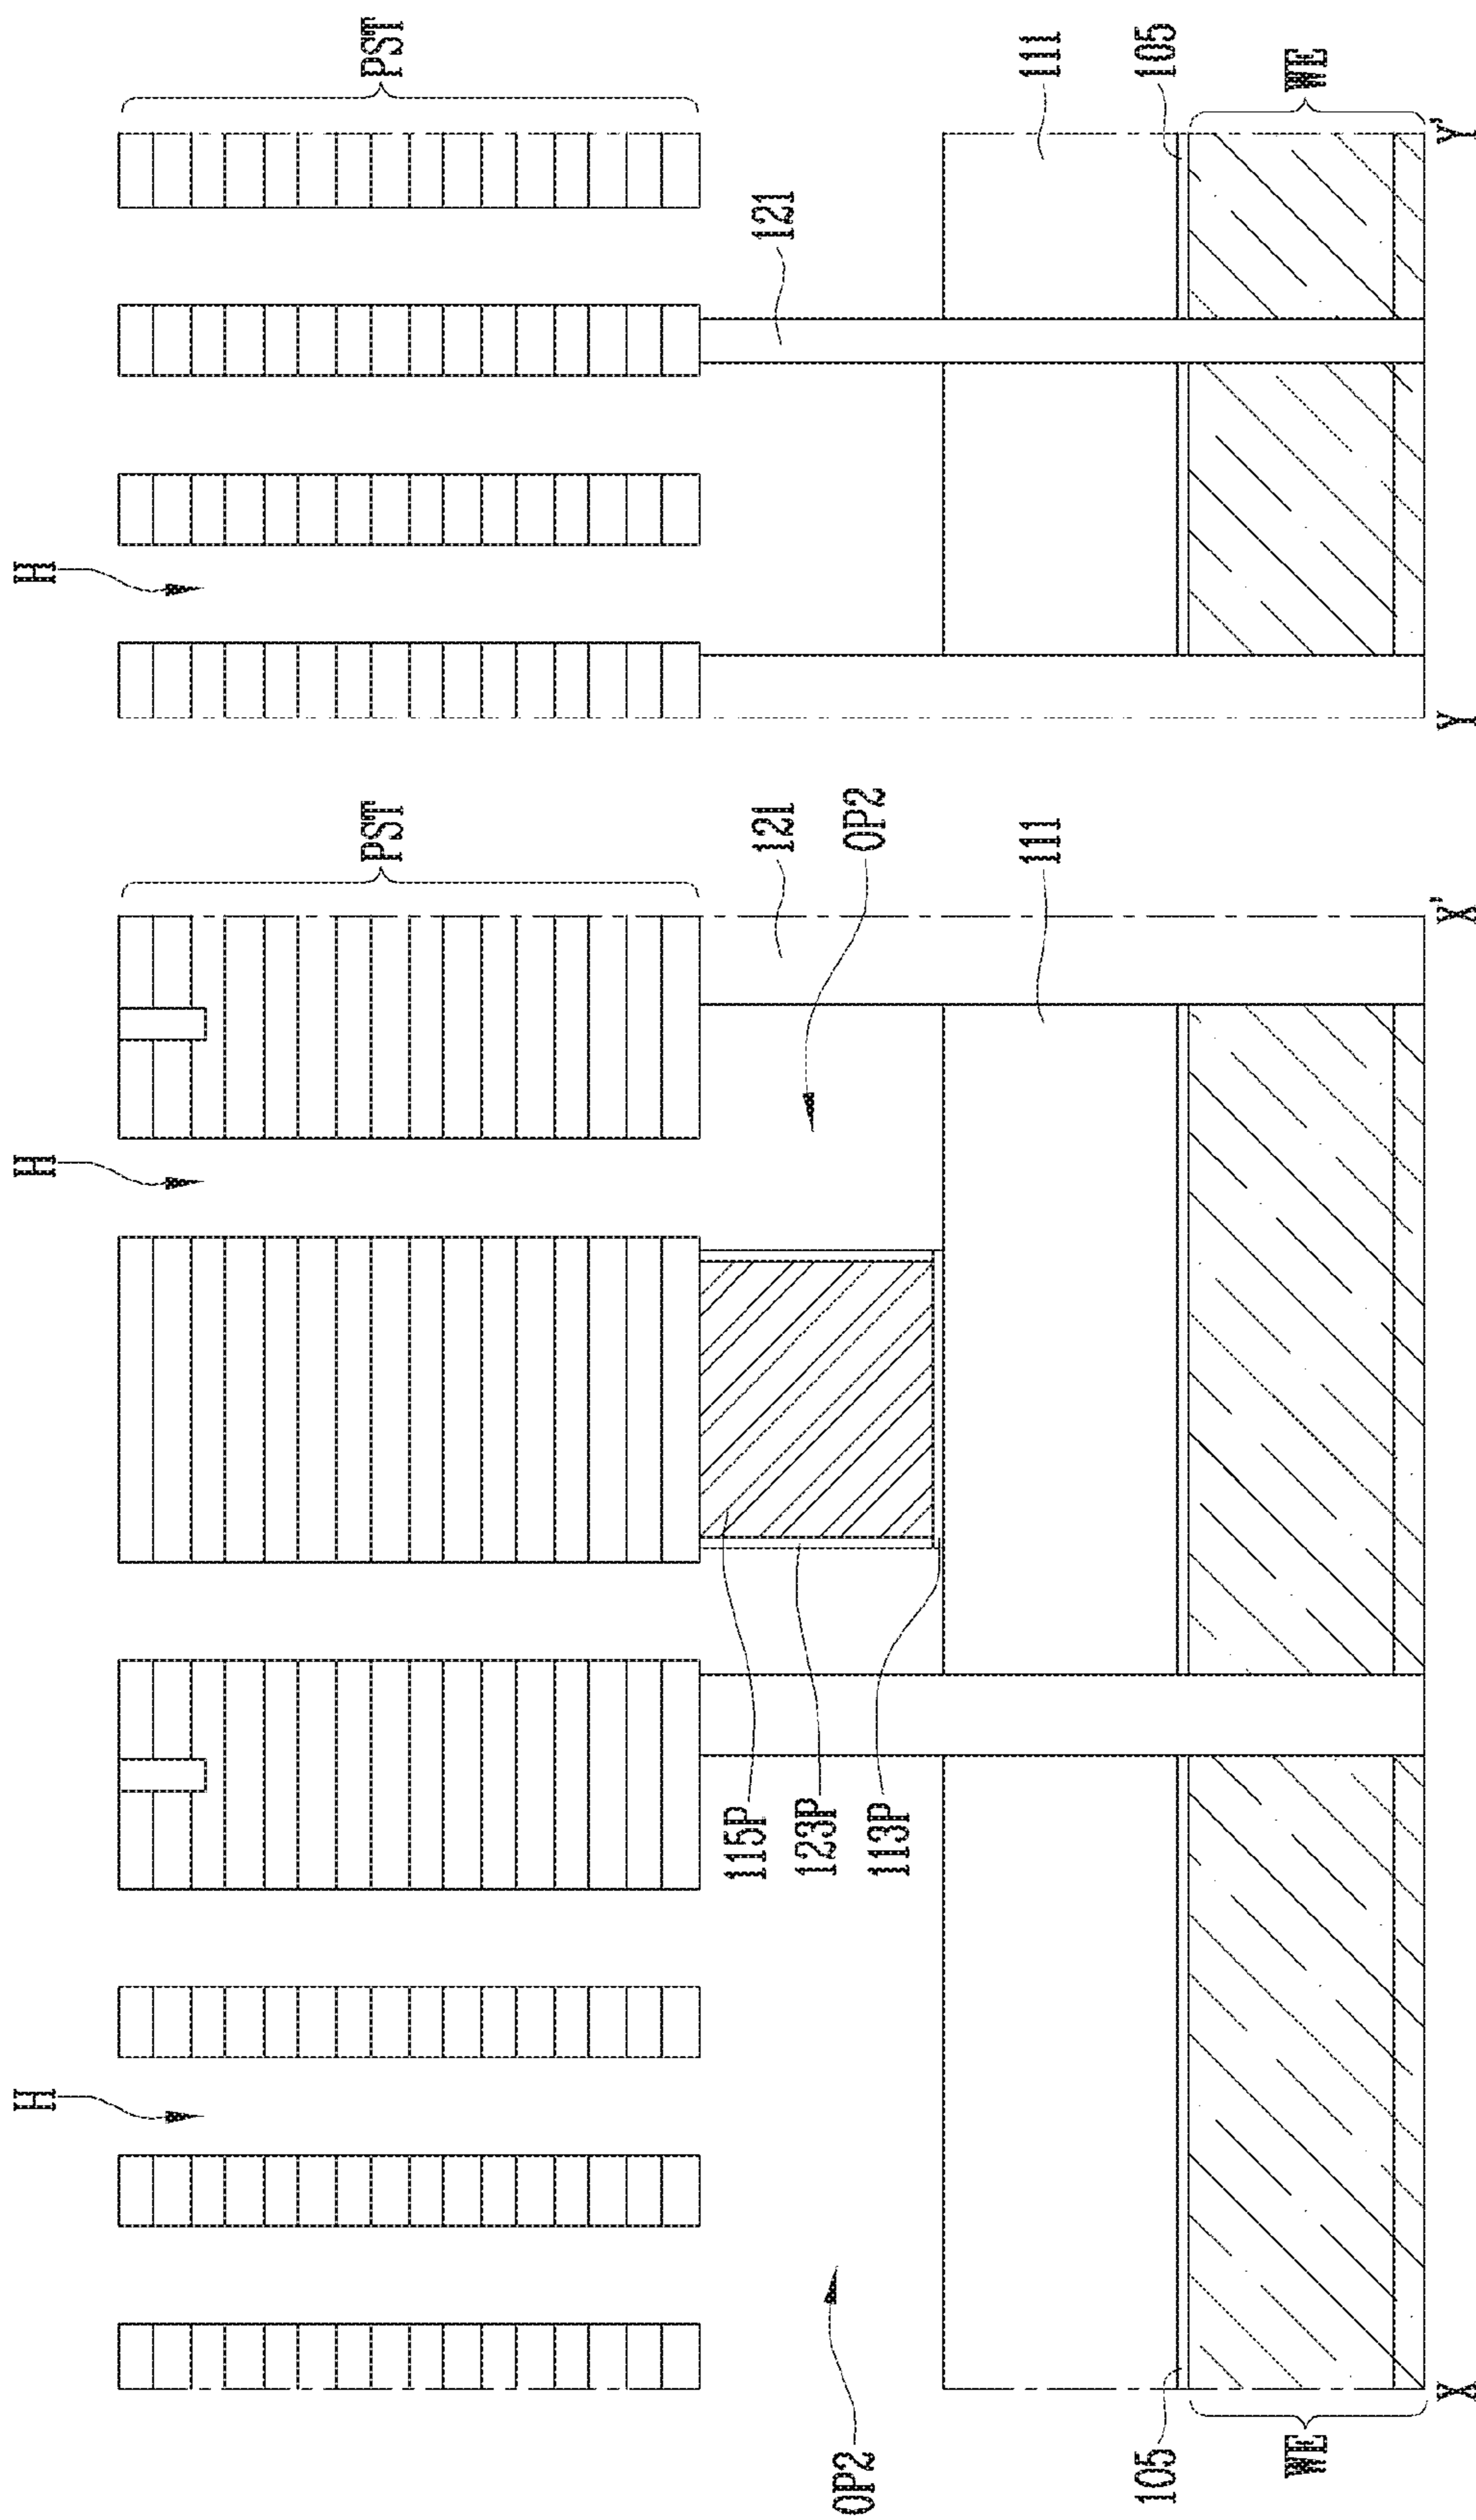 H H H
PST PST
115P 121 121
123P
OP2 OP2
113P
111 111
105 105
WE WE
X X' Y Y'